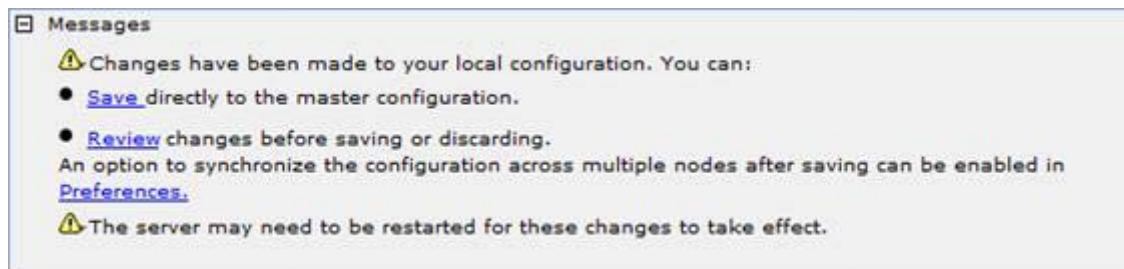 Messages
Changes have been made to your local configuration. You can:
Save directly to the master configuration.
Review changes before saving or discarding.
An option to synchronize the configuration across multiple nodes after saving can be enabled in
Preferences.
The server may need to be restarted for these changes to take effect.